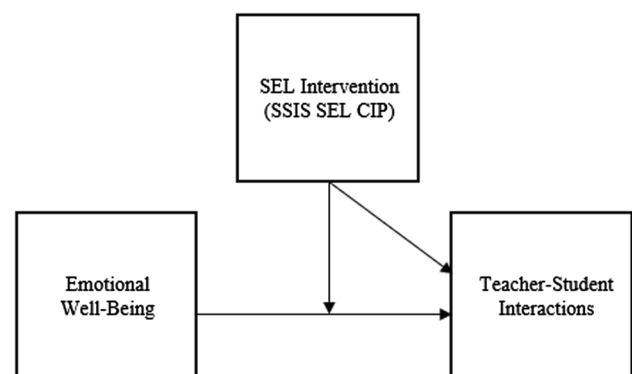 SEL Intervention
(SSIS SEL CIP)
Emotional
Well-Being
Teacher-Student
Interactions